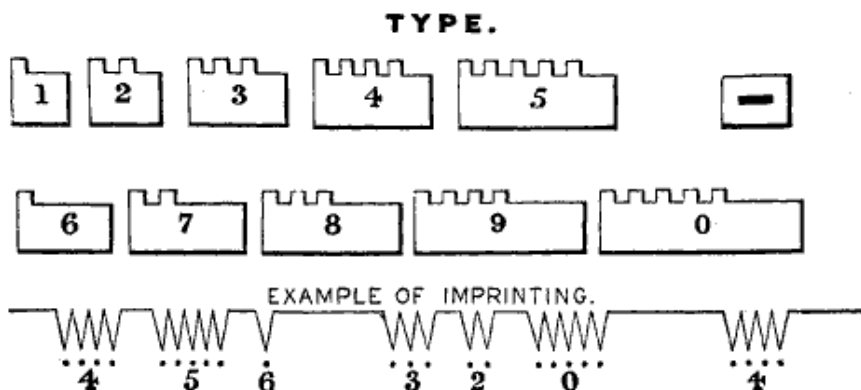 TYPE.
1 2 3 4 5 —
6 7 8 9 0
EXAMPLE OF IMPRINTING.
4 5 6 3 2 0 4